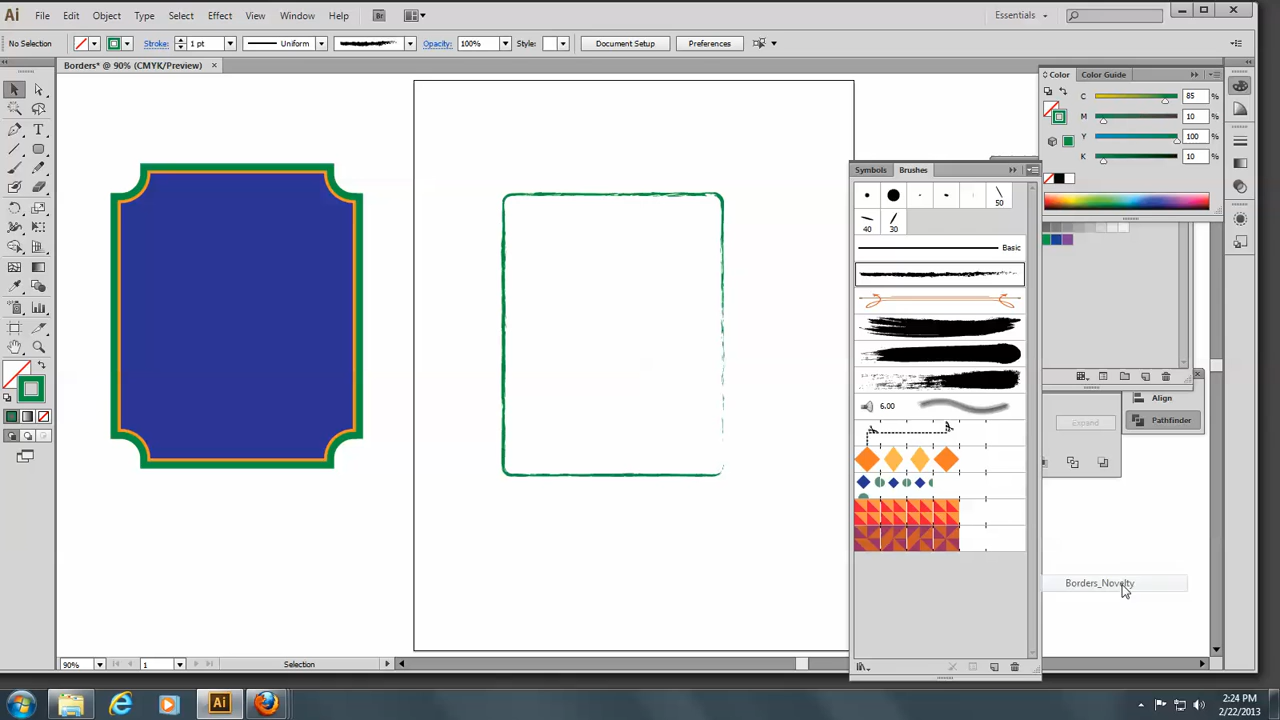 Ai File Edit Object Type Select Effect View Window Help Br Essentials
No Selection Stroke: 1 pt Uniform Opacity: 100% Style: Document Setup Preferences
Borders* @ 90% (CMYK/Preview) ×
Color Color Guide
C 85 %
M 10 %
Y 100 %
K 10 %
Symbols Brushes
50
40 30
Basic
6.00
Align
Pathfinder
Expand
Borders_Novelty
90% 1 Selection
Ai
2:24 PM
2/22/2013